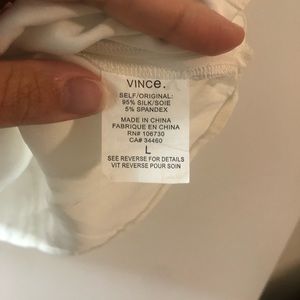 VINCE.
SELF/ORIGINAL:
95% SILK/SOIE
5% SPANDEX
MADE IN CHINA
FABRIQUE EN CHINA
RN# 106730
CA# 34460
L
SEE REVERSE FOR DETAILS
VIT REVERSE POUR SOIN